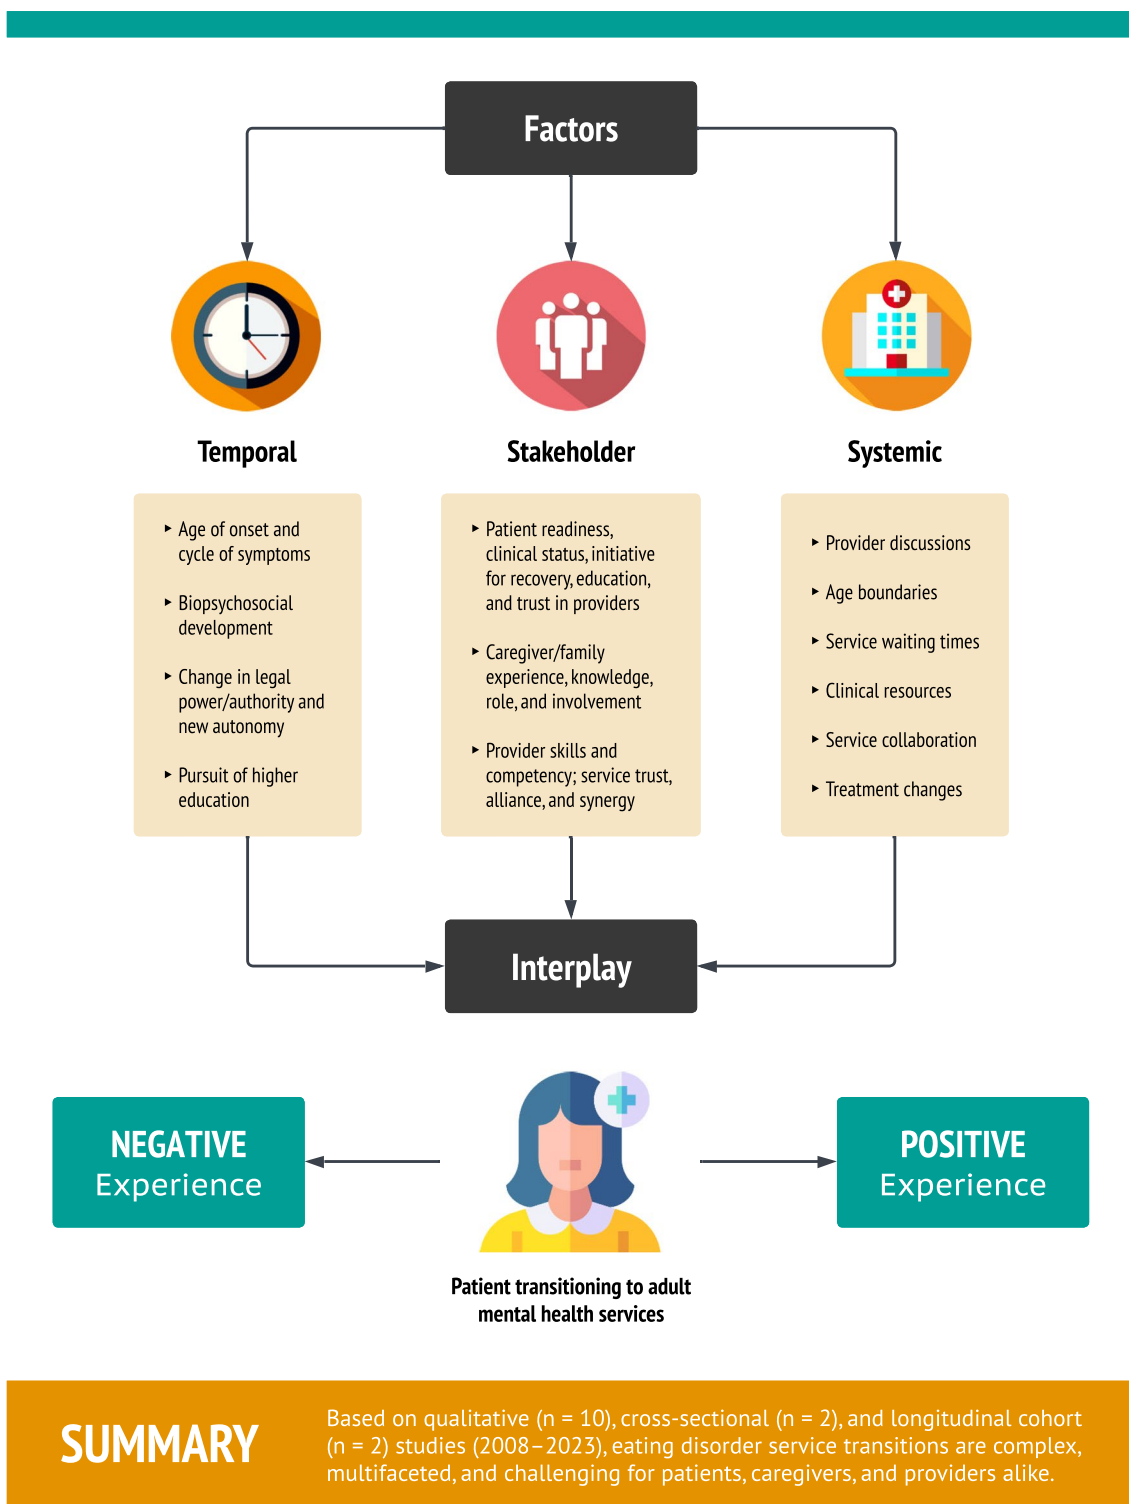 Factors
Temporal
Stakeholder
Systemic
‣ Age of onset and
cycle of symptoms
‣ Biopsychosocial
development
‣ Change in legal
power/authority and
new autonomy
‣ Pursuit of higher
education
‣ Patient readiness,
clinical status, initiative
for recovery, education,
and trust in providers
‣ Caregiver/family
experience, knowledge,
role, and involvement
‣ Provider skills and
competency; service trust,
alliance, and synergy
‣ Provider discussions
‣ Age boundaries
‣ Service waiting times
‣ Clinical resources
‣ Service collaboration
‣ Treatment changes
Interplay
NEGATIVE
Experience
POSITIVE
Experience
Patient transitioning to adult
mental health services
SUMMARY
Based on qualitative (n = 10), cross-sectional (n = 2), and longitudinal cohort
(n = 2) studies (2008–2023), eating disorder service transitions are complex,
multifaceted, and challenging for patients, caregivers, and providers alike.